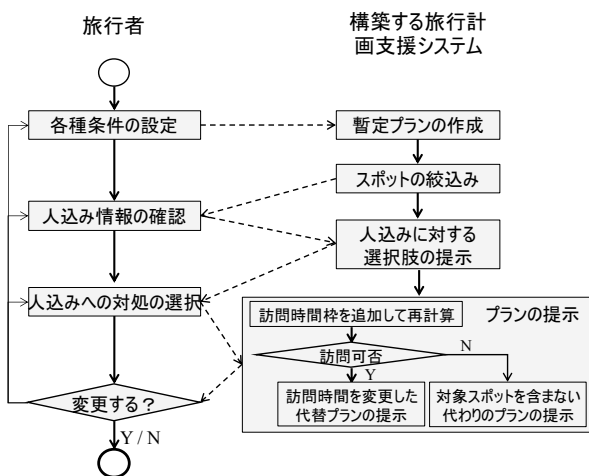 旅行者
構築する旅行計
画支援システム
各種条件の設定
暫定プランの作成
スポットの絞込み
人込み情報の確認
人込みに対する
選択肢の提示
人込みへの対処の選択
プランの提示
訪問時間枠を追加して再計算
訪問可否
N
Y
訪問時間を変更した
代替プランの提示
対象スポットを含まない
代わりのプランの提示
変更する？
Y / N